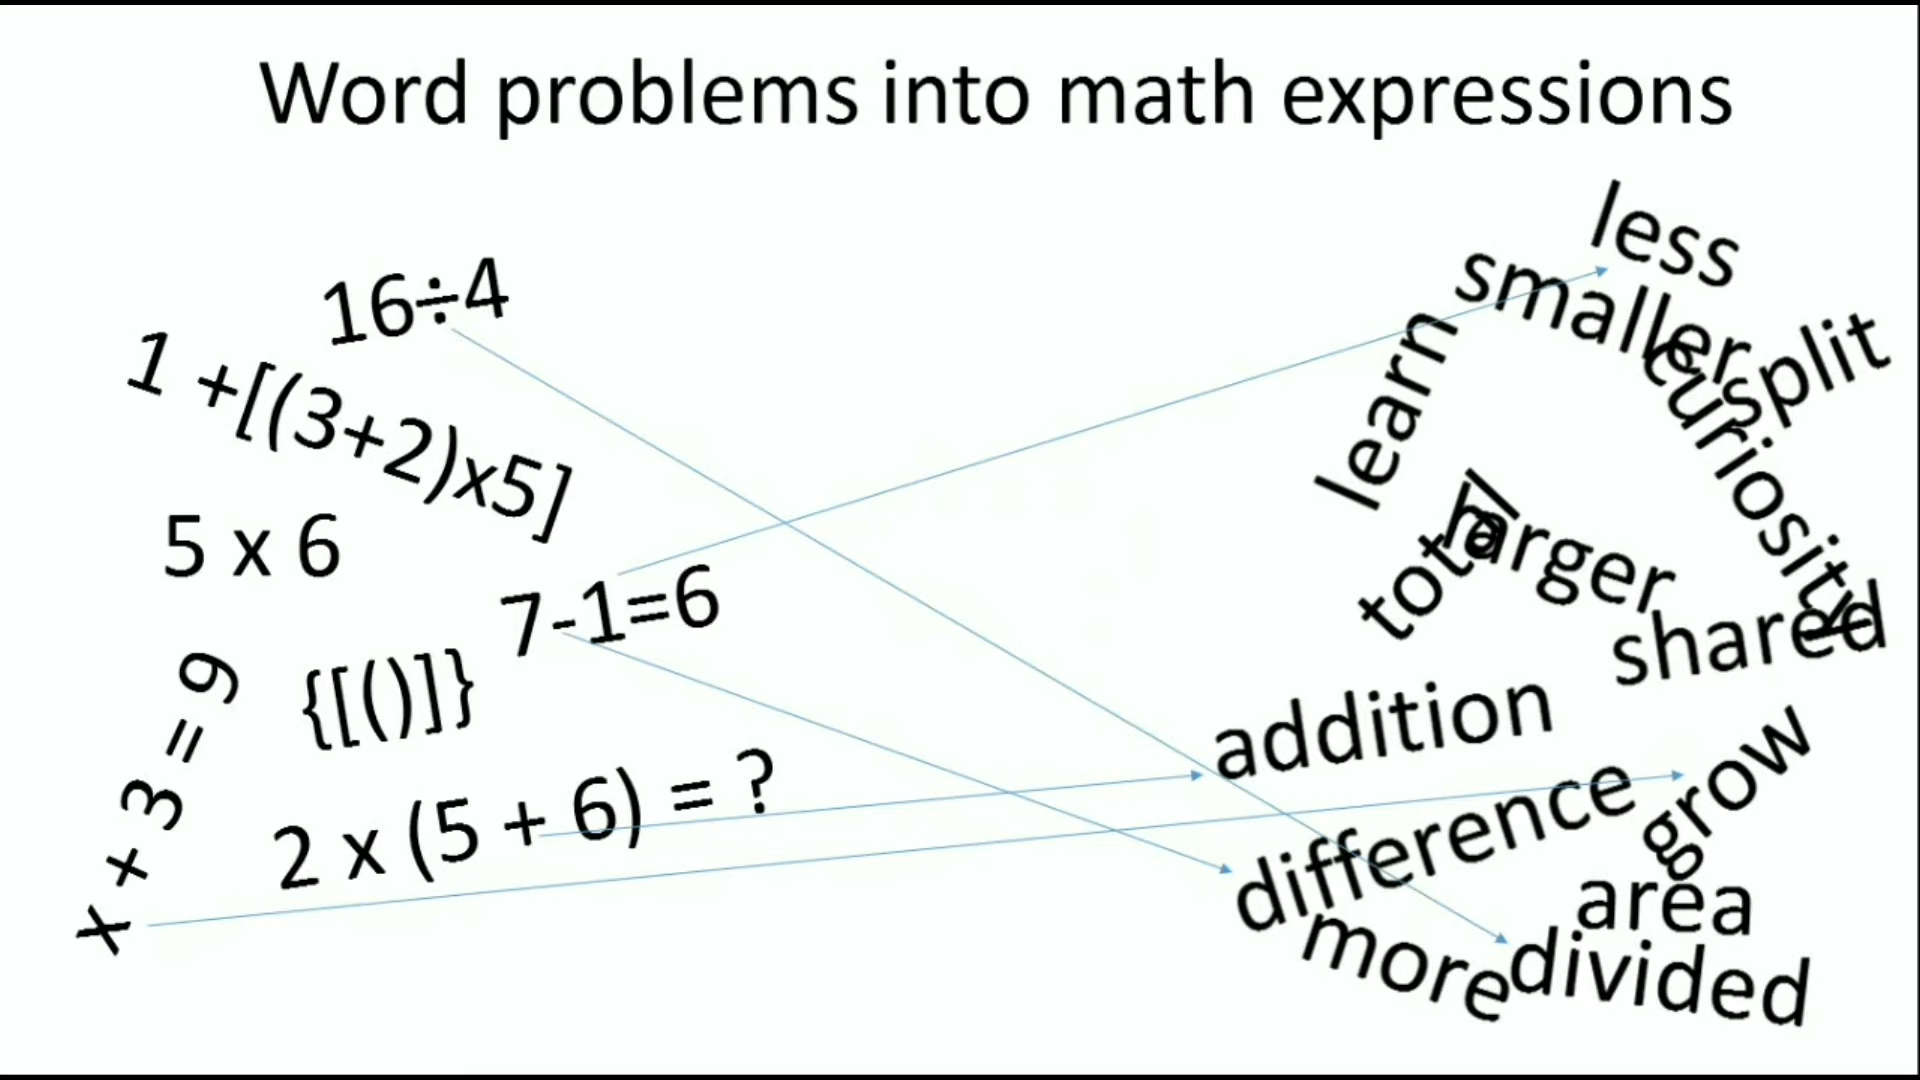 Word problems into math expressions
16÷4
1 +[(3+2)x5]
5 x 6
7-1=6
{[()]}
x + 3 = 9
2 x (5 + 6) = ?
less
smaller
split
learn
curiosity
total
larger
shared
addition
grow
difference
area
more
divided